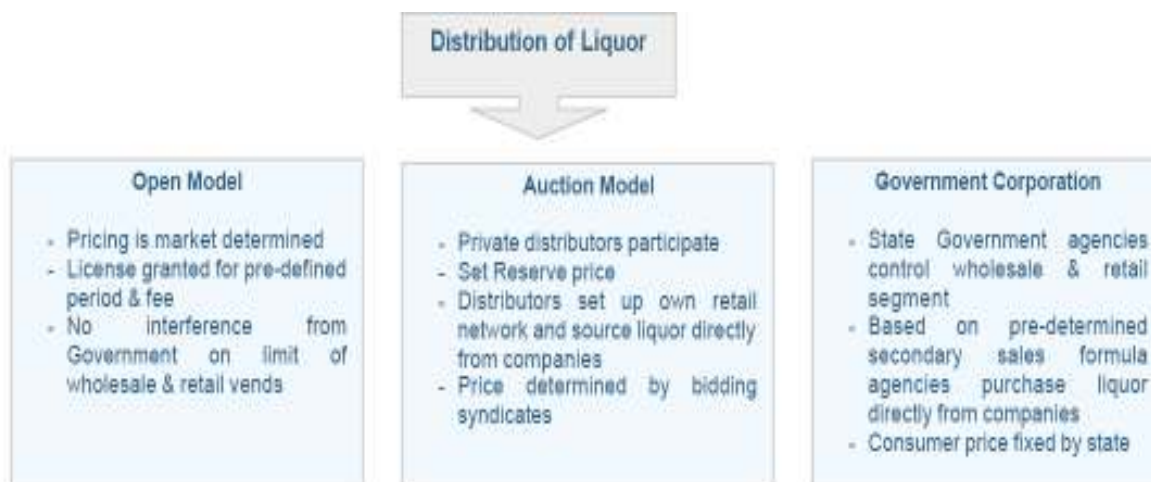 Distribution of Liquor
Open Model
- Pricing is market determined
- License granted for pre-defined
period & fee
- No interference from
Government on limit of
wholesale & retail vends
Auction Model
- Private distributors participate
- Set Reserve price
- Distributors set up own retail
network and source liquor directly
from companies
- Price determined by bidding
syndicates
Government Corporation
- State Government agencies
control wholesale & retail
segment
- Based on pre-determined
secondary sales formula
agencies purchase liquor
directly from companies
- Consumer price fixed by state